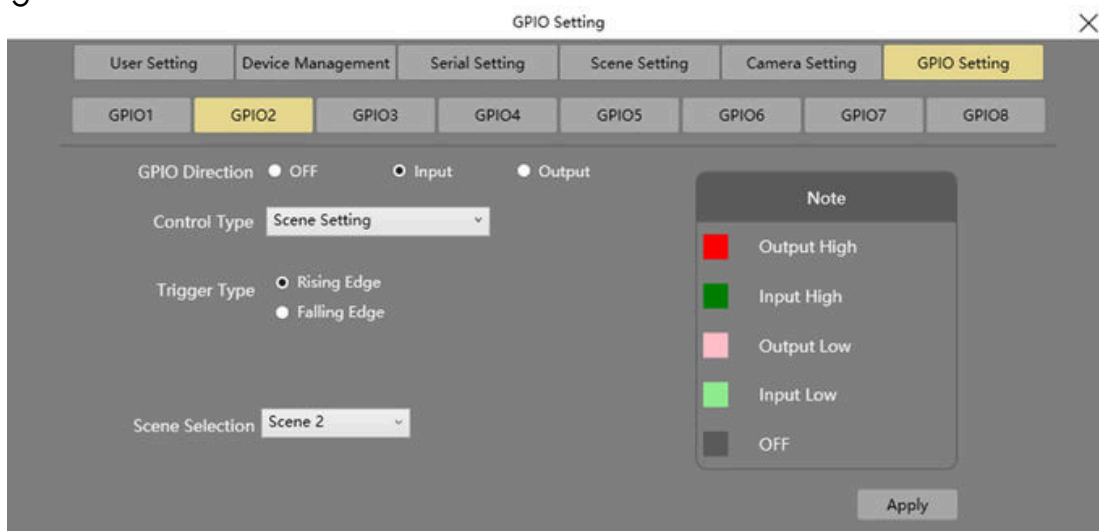 GPIO Setting
User Setting Device Management Serial Setting Scene Setting Camera Setting GPIO Setting
GPIO1 GPIO2 GPIO3 GPIO4 GPIO5 GPIO6 GPIO7 GPIO8
GPIO Direction OFF Input Output
Control Type Scene Setting
Trigger Type Rising Edge
Falling Edge
Scene Selection Scene 2
Note
Output High
Input High
Output Low
Input Low
OFF
Apply